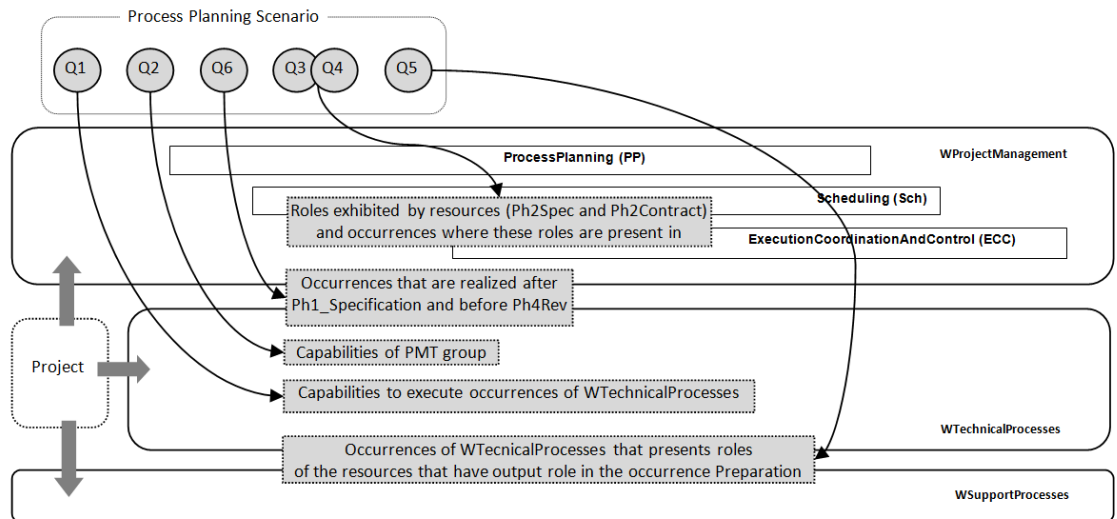 Process Planning Scenario
Q1
Q2
Q6
Q3
Q4
Q5
WProjectManagement
ProcessPlanning (PP)
Scheduling (Sch)
Roles exhibited by resources (Ph2Spec and Ph2Contract)
and occurrences where these roles are present in
ExecutionCoordinationAndControl (ECC)
Occurrences that are realized after
Ph1_Specification and before Ph4Rev
Project
Capabilities of PMT group
Capabilities to execute occurrences of WTechnicalProcesses
WTechnicalProcesses
Occurrences of WTecnicalProcesses that presents roles
of the resources that have output role in the occurrence Preparation
WSupportProcesses